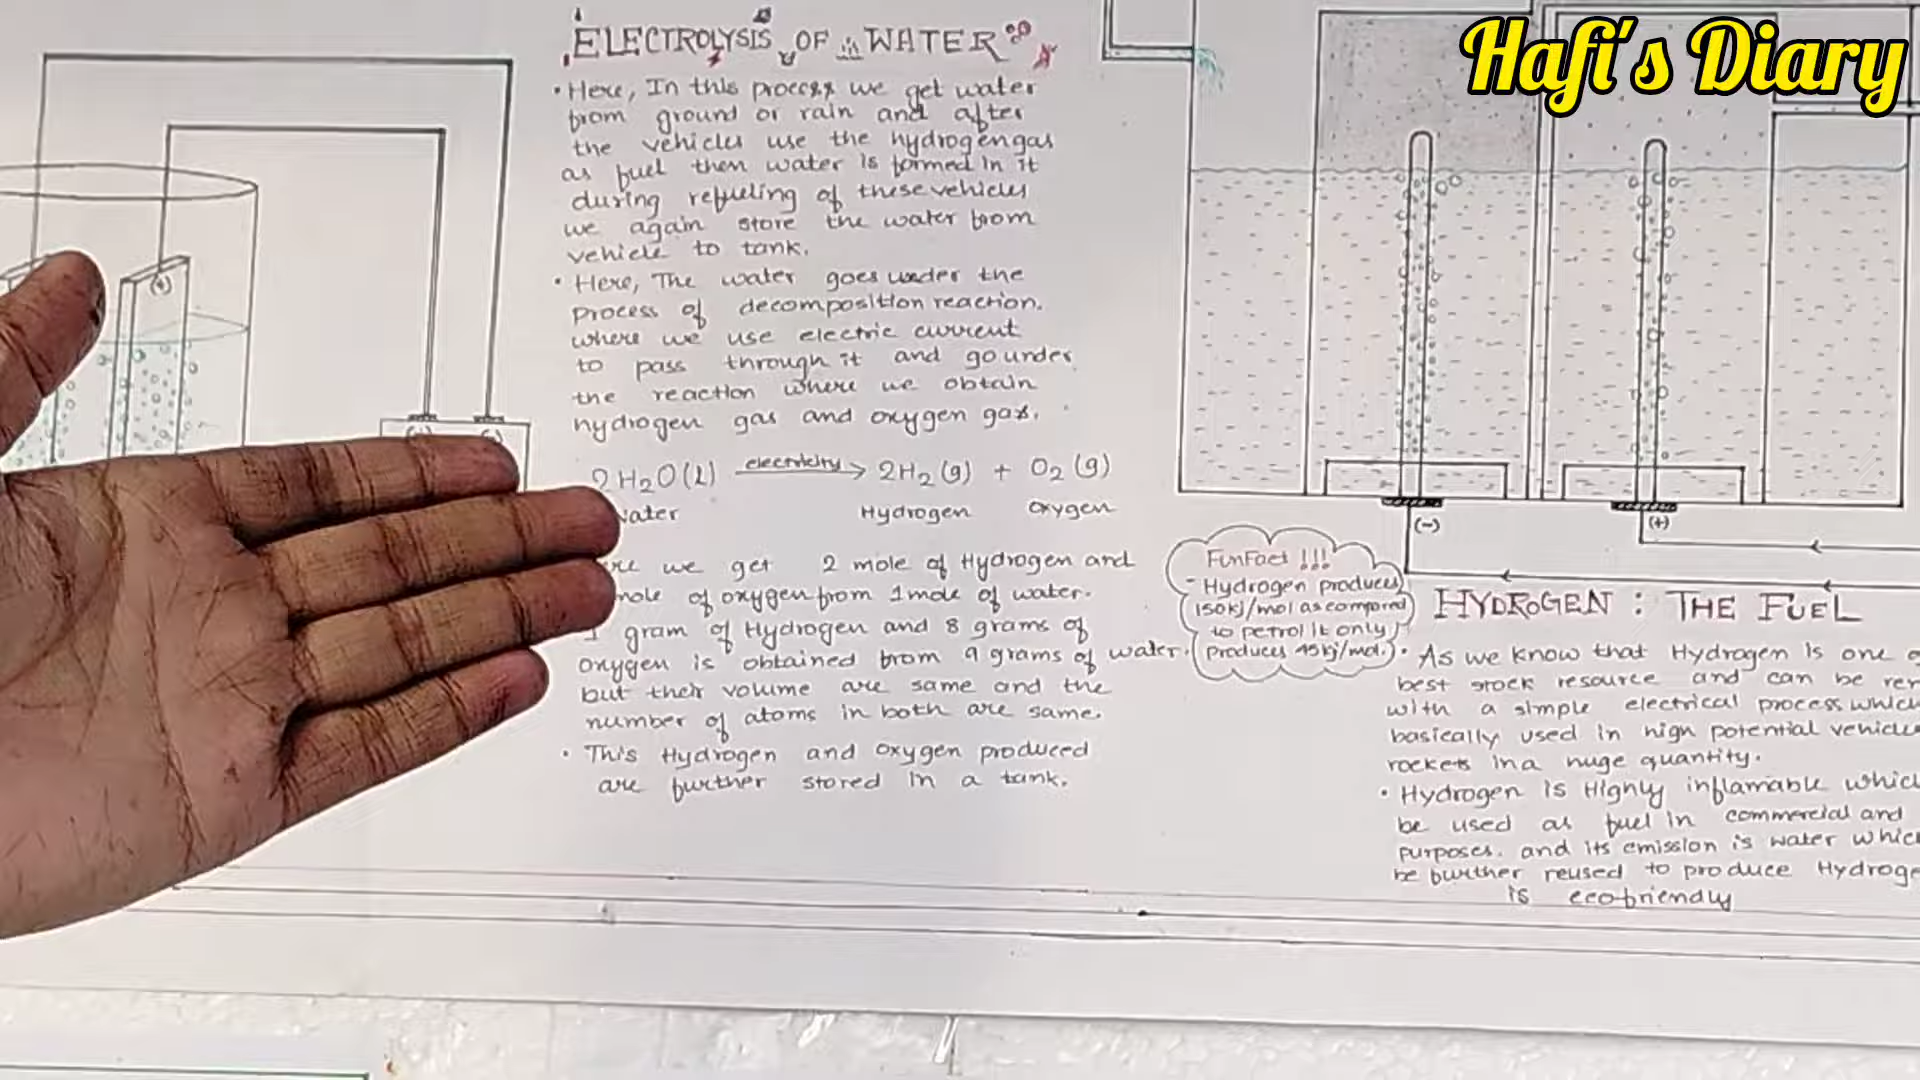 Hafi's Diary
ELECTROLYSIS OF WATER
• Here, In this process we get water
from ground or rain and after
the vehicles use the hydrogen gas
as fuel then water is formed in it
during refueling of these vehicles
we again store the water from
vehicle to tank.
• Here, The water goes under the
process of decomposition reaction.
where we use electric current
to pass through it and go under
the reaction where we obtain
hydrogen gas and oxygen gas.
2H₂O(l) electricity → 2H₂(g) + O₂(g)
water Hydrogen oxygen
we get 2 mole of Hydrogen and
mole of oxygen from 1 mole of water.
1 gram of Hydrogen and 8 grams of
oxygen is obtained from 9 grams of water.
but their volume are same and the
number of atoms in both are same.
• This Hydrogen and oxygen produced
are further stored in a tank.
(+)
(-)
(+)
FunFact !!!
- Hydrogen produces
150kj/mol as compared
to petrol it only
produces 45kj/mol.
HYDROGEN : THE FUEL
• As we know that Hydrogen is one
best stock resource and can be
with a simple electrical process
basically used in high potential
rockets in a huge quantity.
• Hydrogen is Highly inflamable
be used as fuel in commercial and
purposes. and its emission is water
be further reused to produce
is ecofriendly